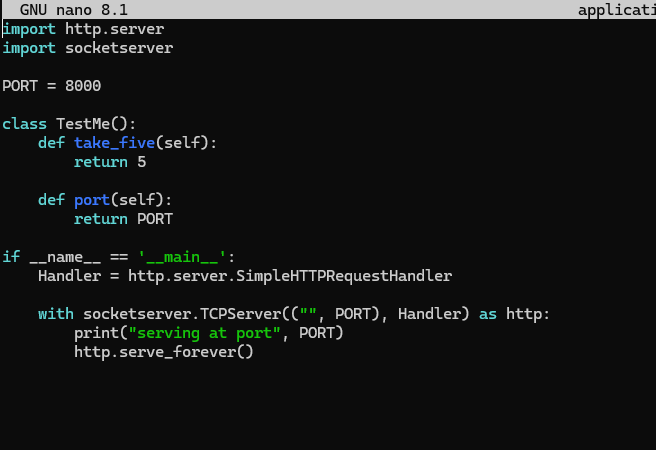 GNU nano 8.1 applicati
import http.server
import socketserver

PORT = 8000

class TestMe():
    def take_five(self):
        return 5

    def port(self):
        return PORT

if __name__ == '__main__':
    Handler = http.server.SimpleHTTPRequestHandler

    with socketserver.TCPServer(("", PORT), Handler) as http:
        print("serving at port", PORT)
        http.serve_forever()